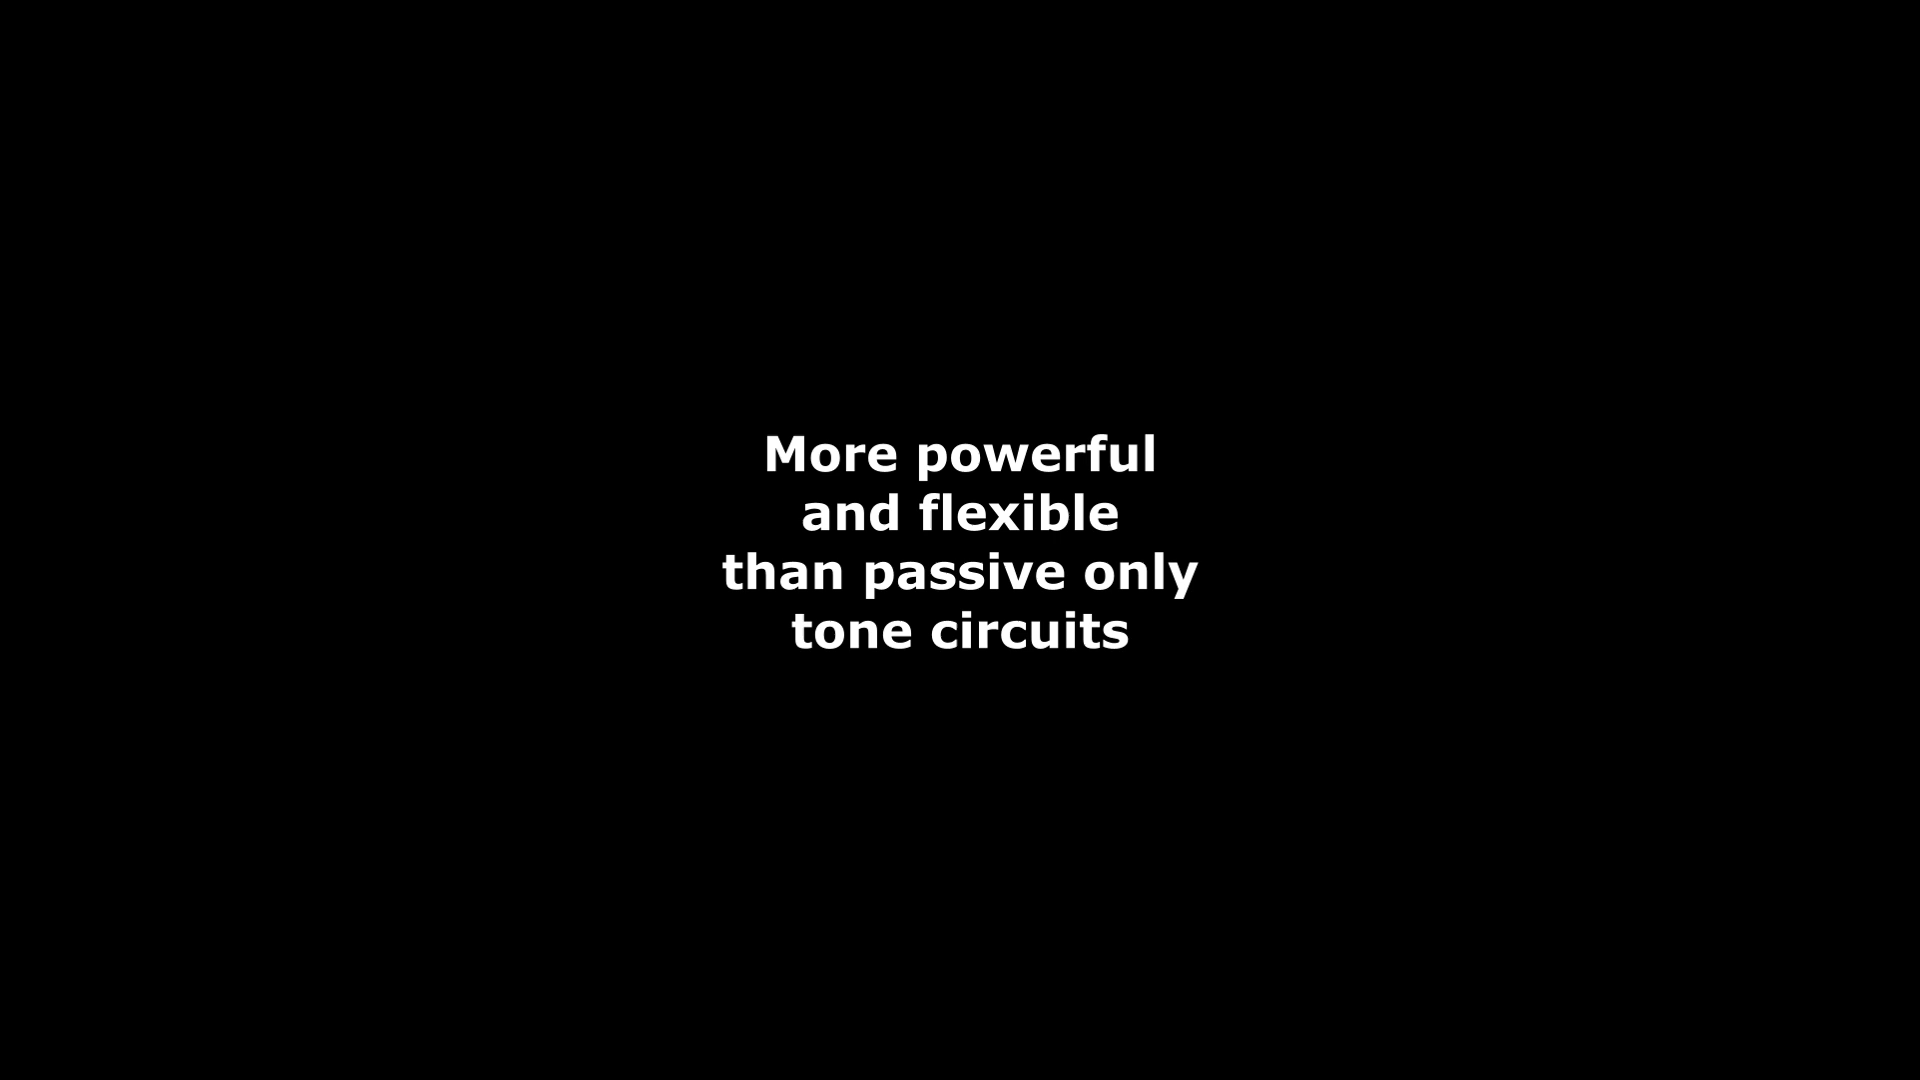 More powerful
and flexible
than passive only
tone circuits